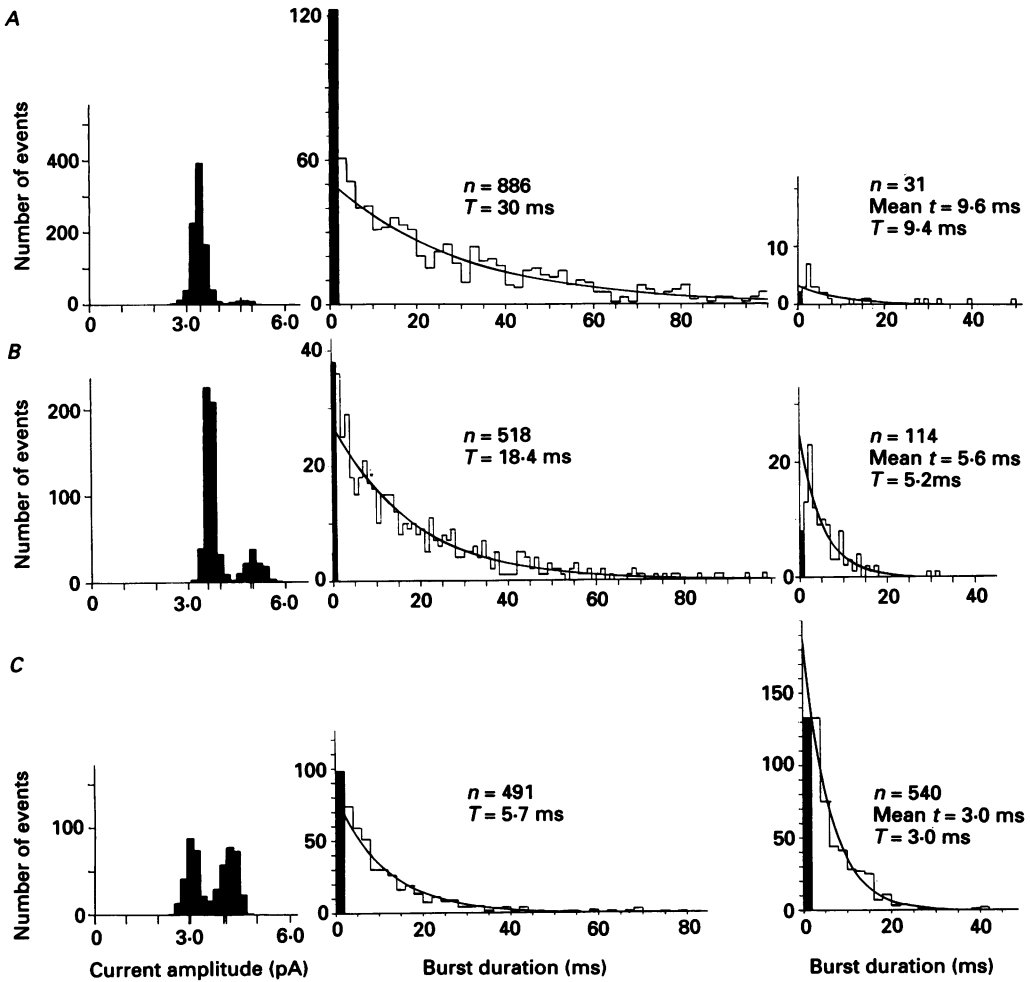 A
Number of events
400
200
0
0
3·0
6·0
120
60
0
n = 886
T = 30 ms
0
20
40
60
80
10
0
n = 31
Mean t = 9·6 ms
T = 9·4 ms
0
20
40
B
Number of events
200
100
0
0
3·0
6·0
40
20
0
n = 518
T = 18·4 ms
0
20
40
60
80
20
0
n = 114
Mean t = 5·6 ms
T = 5·2ms
0
20
40
C
Number of events
100
0
0
3·0
6·0
Current amplitude (pA)
100
50
0
n = 491
T = 5·7 ms
0
20
40
60
80
Burst duration (ms)
150
100
50
0
n = 540
Mean t = 3·0 ms
T = 3·0 ms
0
20
40
Burst duration (ms)